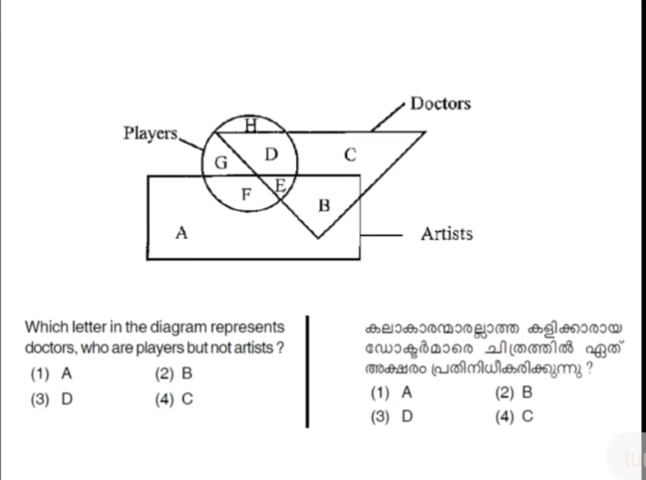 Doctors
Players
H
G
D
C
F
E
B
A
Artists
Which letter in the diagram represents
doctors, who are players but not artists ?
(1) A (2) B
(3) D (4) C
കലാകാരന്മാരല്ലാത്ത കളിക്കാരായ
ഡോക്ടർമാരെ ചിത്രത്തിൽ ഏത്
അക്ഷരം പ്രതിനിധീകരിക്കുന്നു ?
(1) A (2) B
(3) D (4) C